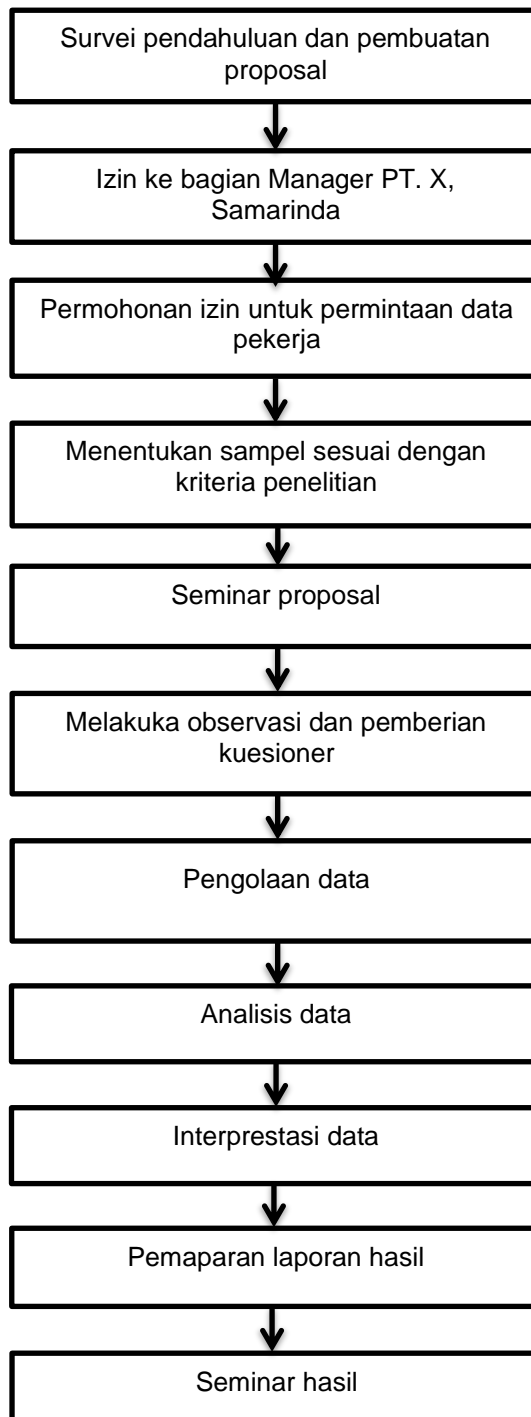 Survei pendahuluan dan pembuatan
proposal
Izin ke bagian Manager PT. X,
Samarinda
Permohonan izin untuk permintaan data
pekerja
Menentukan sampel sesuai dengan
kriteria penelitian
Seminar proposal
Melakuka observasi dan pemberian
kuesioner
Pengolaan data
Analisis data
Interprestasi data
Pemaparan laporan hasil
Seminar hasil